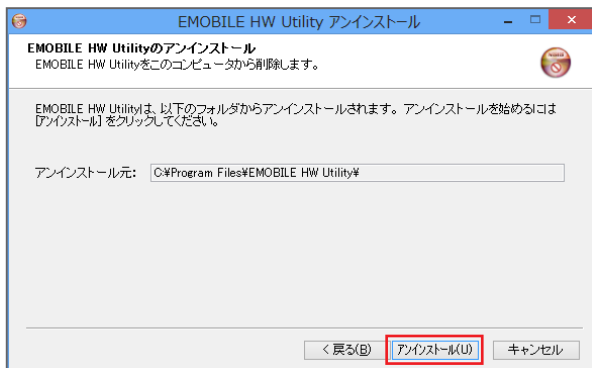 EMOBILE HW Utility アンインストール
EMOBILE HW Utilityのアンインストール
EMOBILE HW Utilityをこのコンピュータから削除します。
EMOBILE HW Utilityは、以下のフォルダからアンインストールされます。アンインストールを始めるには
[アンインストール] をクリックしてください。
アンインストール元: C:¥Program Files¥EMOBILE HW Utility¥
< 戻る(B) アンインストール(U) キャンセル